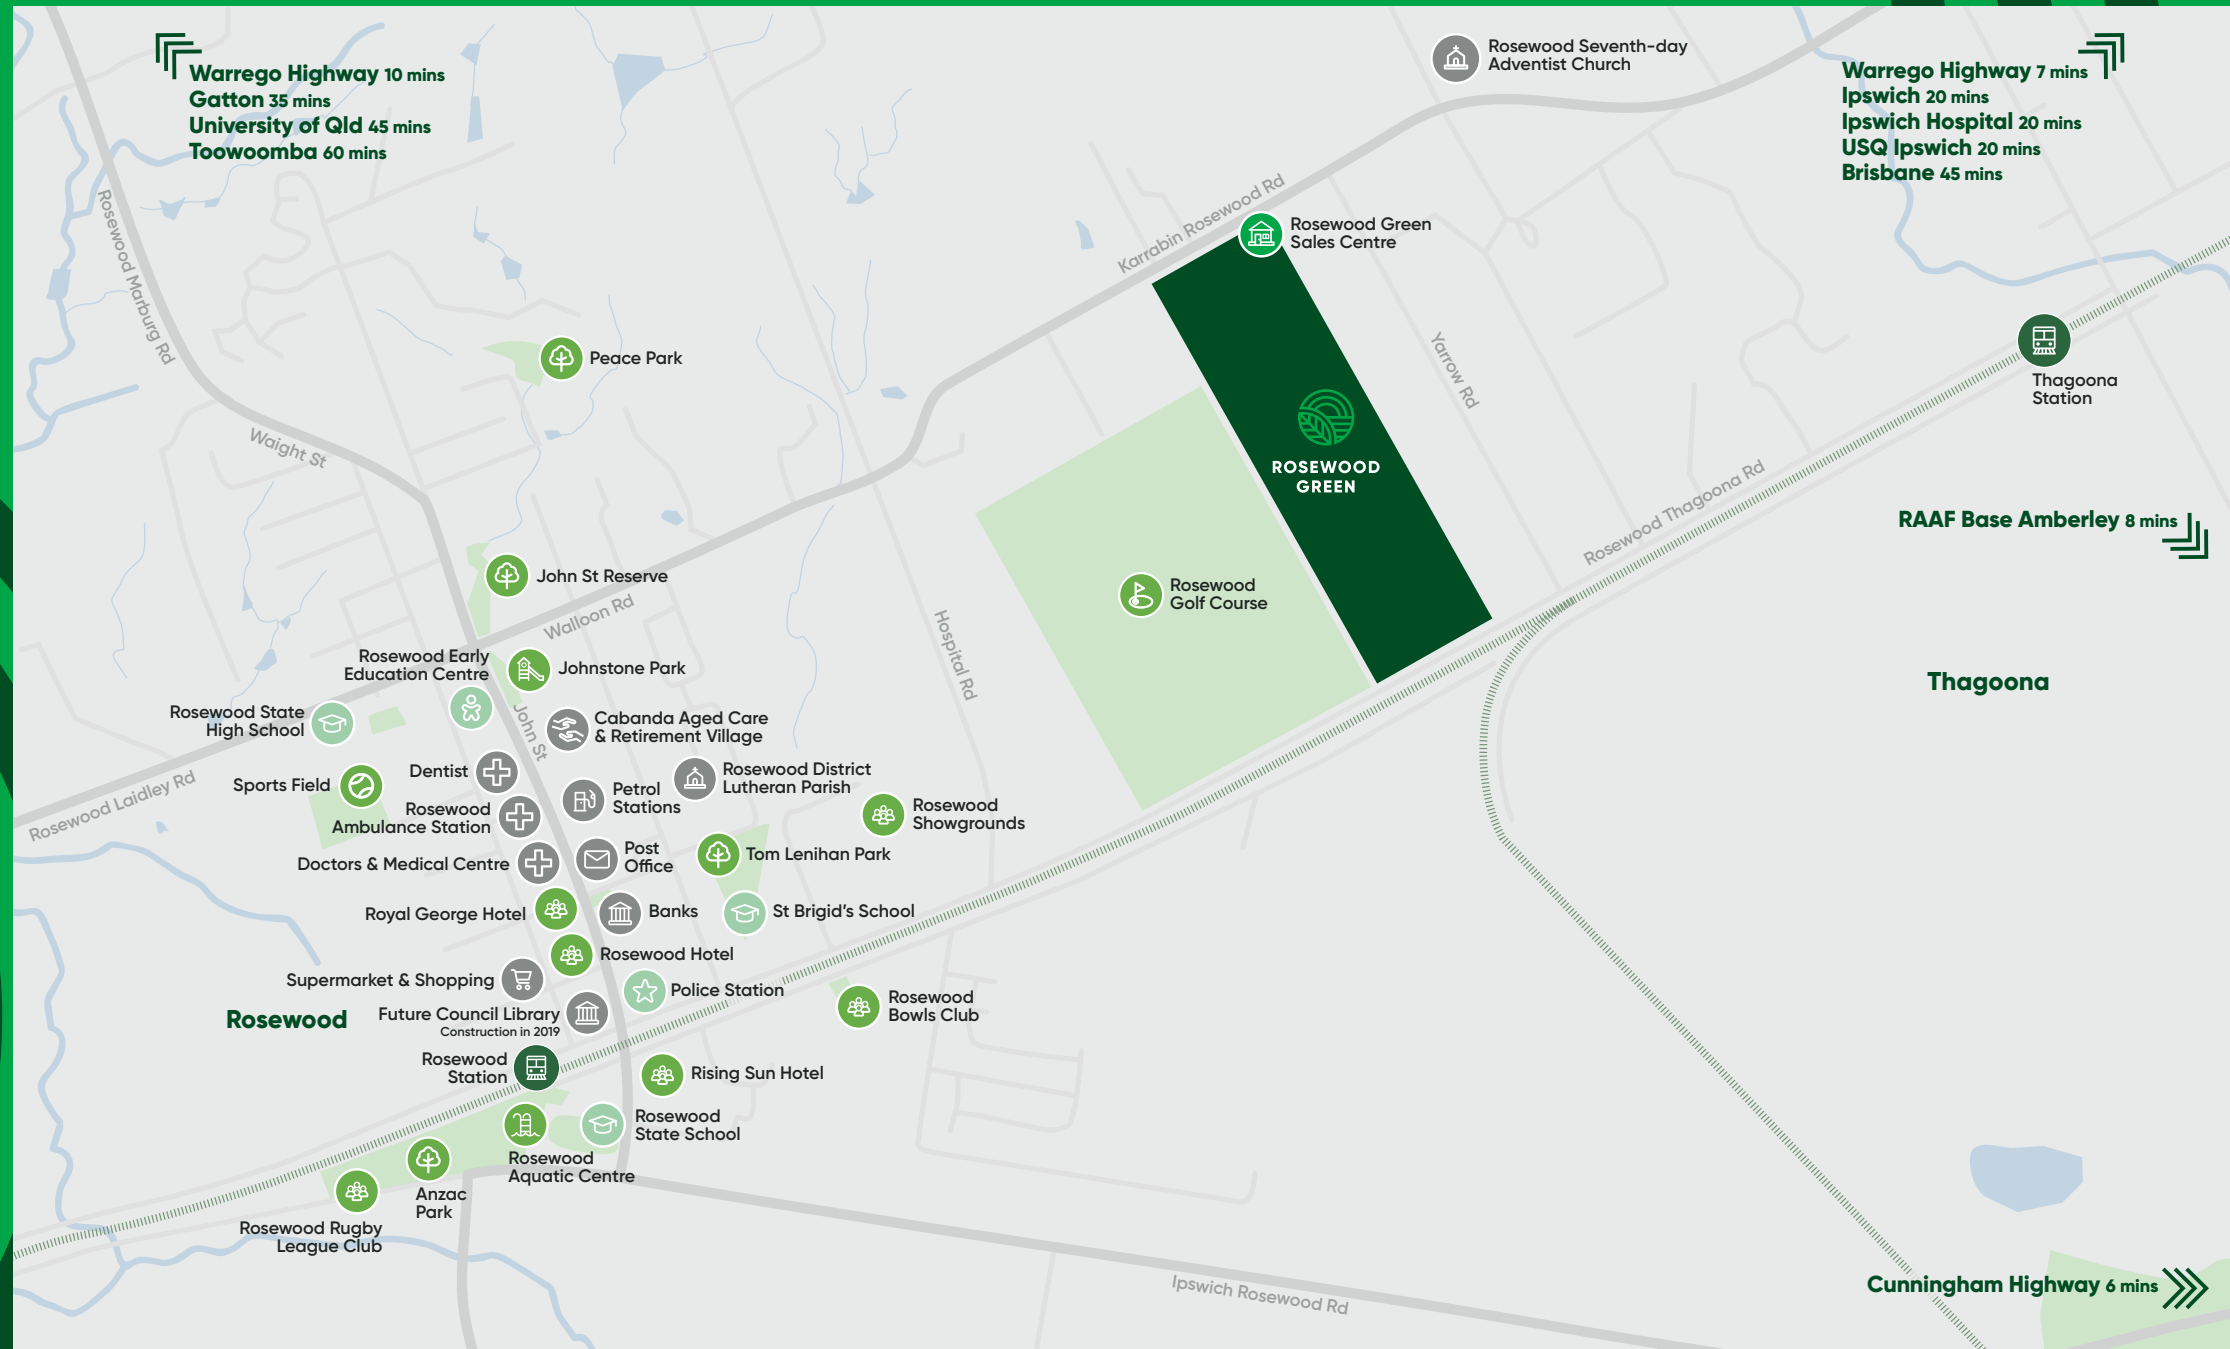 Warrego Highway 10 mins
Gatton 35 mins
University of Qld 45 mins
Toowoomba 60 mins
Rosewood Seventh-day
Adventist Church
Warrego Highway 7 mins
Ipswich 20 mins
Ipswich Hospital 20 mins
USQ Ipswich 20 mins
Brisbane 45 mins
Rosewood Marburg Rd
Karrabin Rosewood Rd
Rosewood Green
Sales Centre
Peace Park
Yarrow Rd
Thagoona
Station
Waight St
ROSEWOOD
GREEN
Rosewood Thagoona Rd
RAAF Base Amberley 8 mins
John St Reserve
Walloon Rd
Rosewood
Golf Course
Hospital Rd
Rosewood Early
Education Centre
Johnstone Park
Thagoona
Rosewood State
High School
John St
Cabanda Aged Care
& Retirement Village
Rosewood Laidley Rd
Sports Field
Dentist
Petrol
Stations
Rosewood District
Lutheran Parish
Rosewood
Ambulance Station
Rosewood
Showgrounds
Doctors & Medical Centre
Post
Office
Tom Lenihan Park
Royal George Hotel
Banks
St Brigid's School
Rosewood Hotel
Supermarket & Shopping
Police Station
Rosewood
Bowls Club
Rosewood
Future Council Library
Construction in 2019
Rosewood
Station
Rising Sun Hotel
Rosewood
State School
Rosewood
Aquatic Centre
Anzac
Park
Rosewood Rugby
League Club
Ipswich Rosewood Rd
Cunningham Highway 6 mins